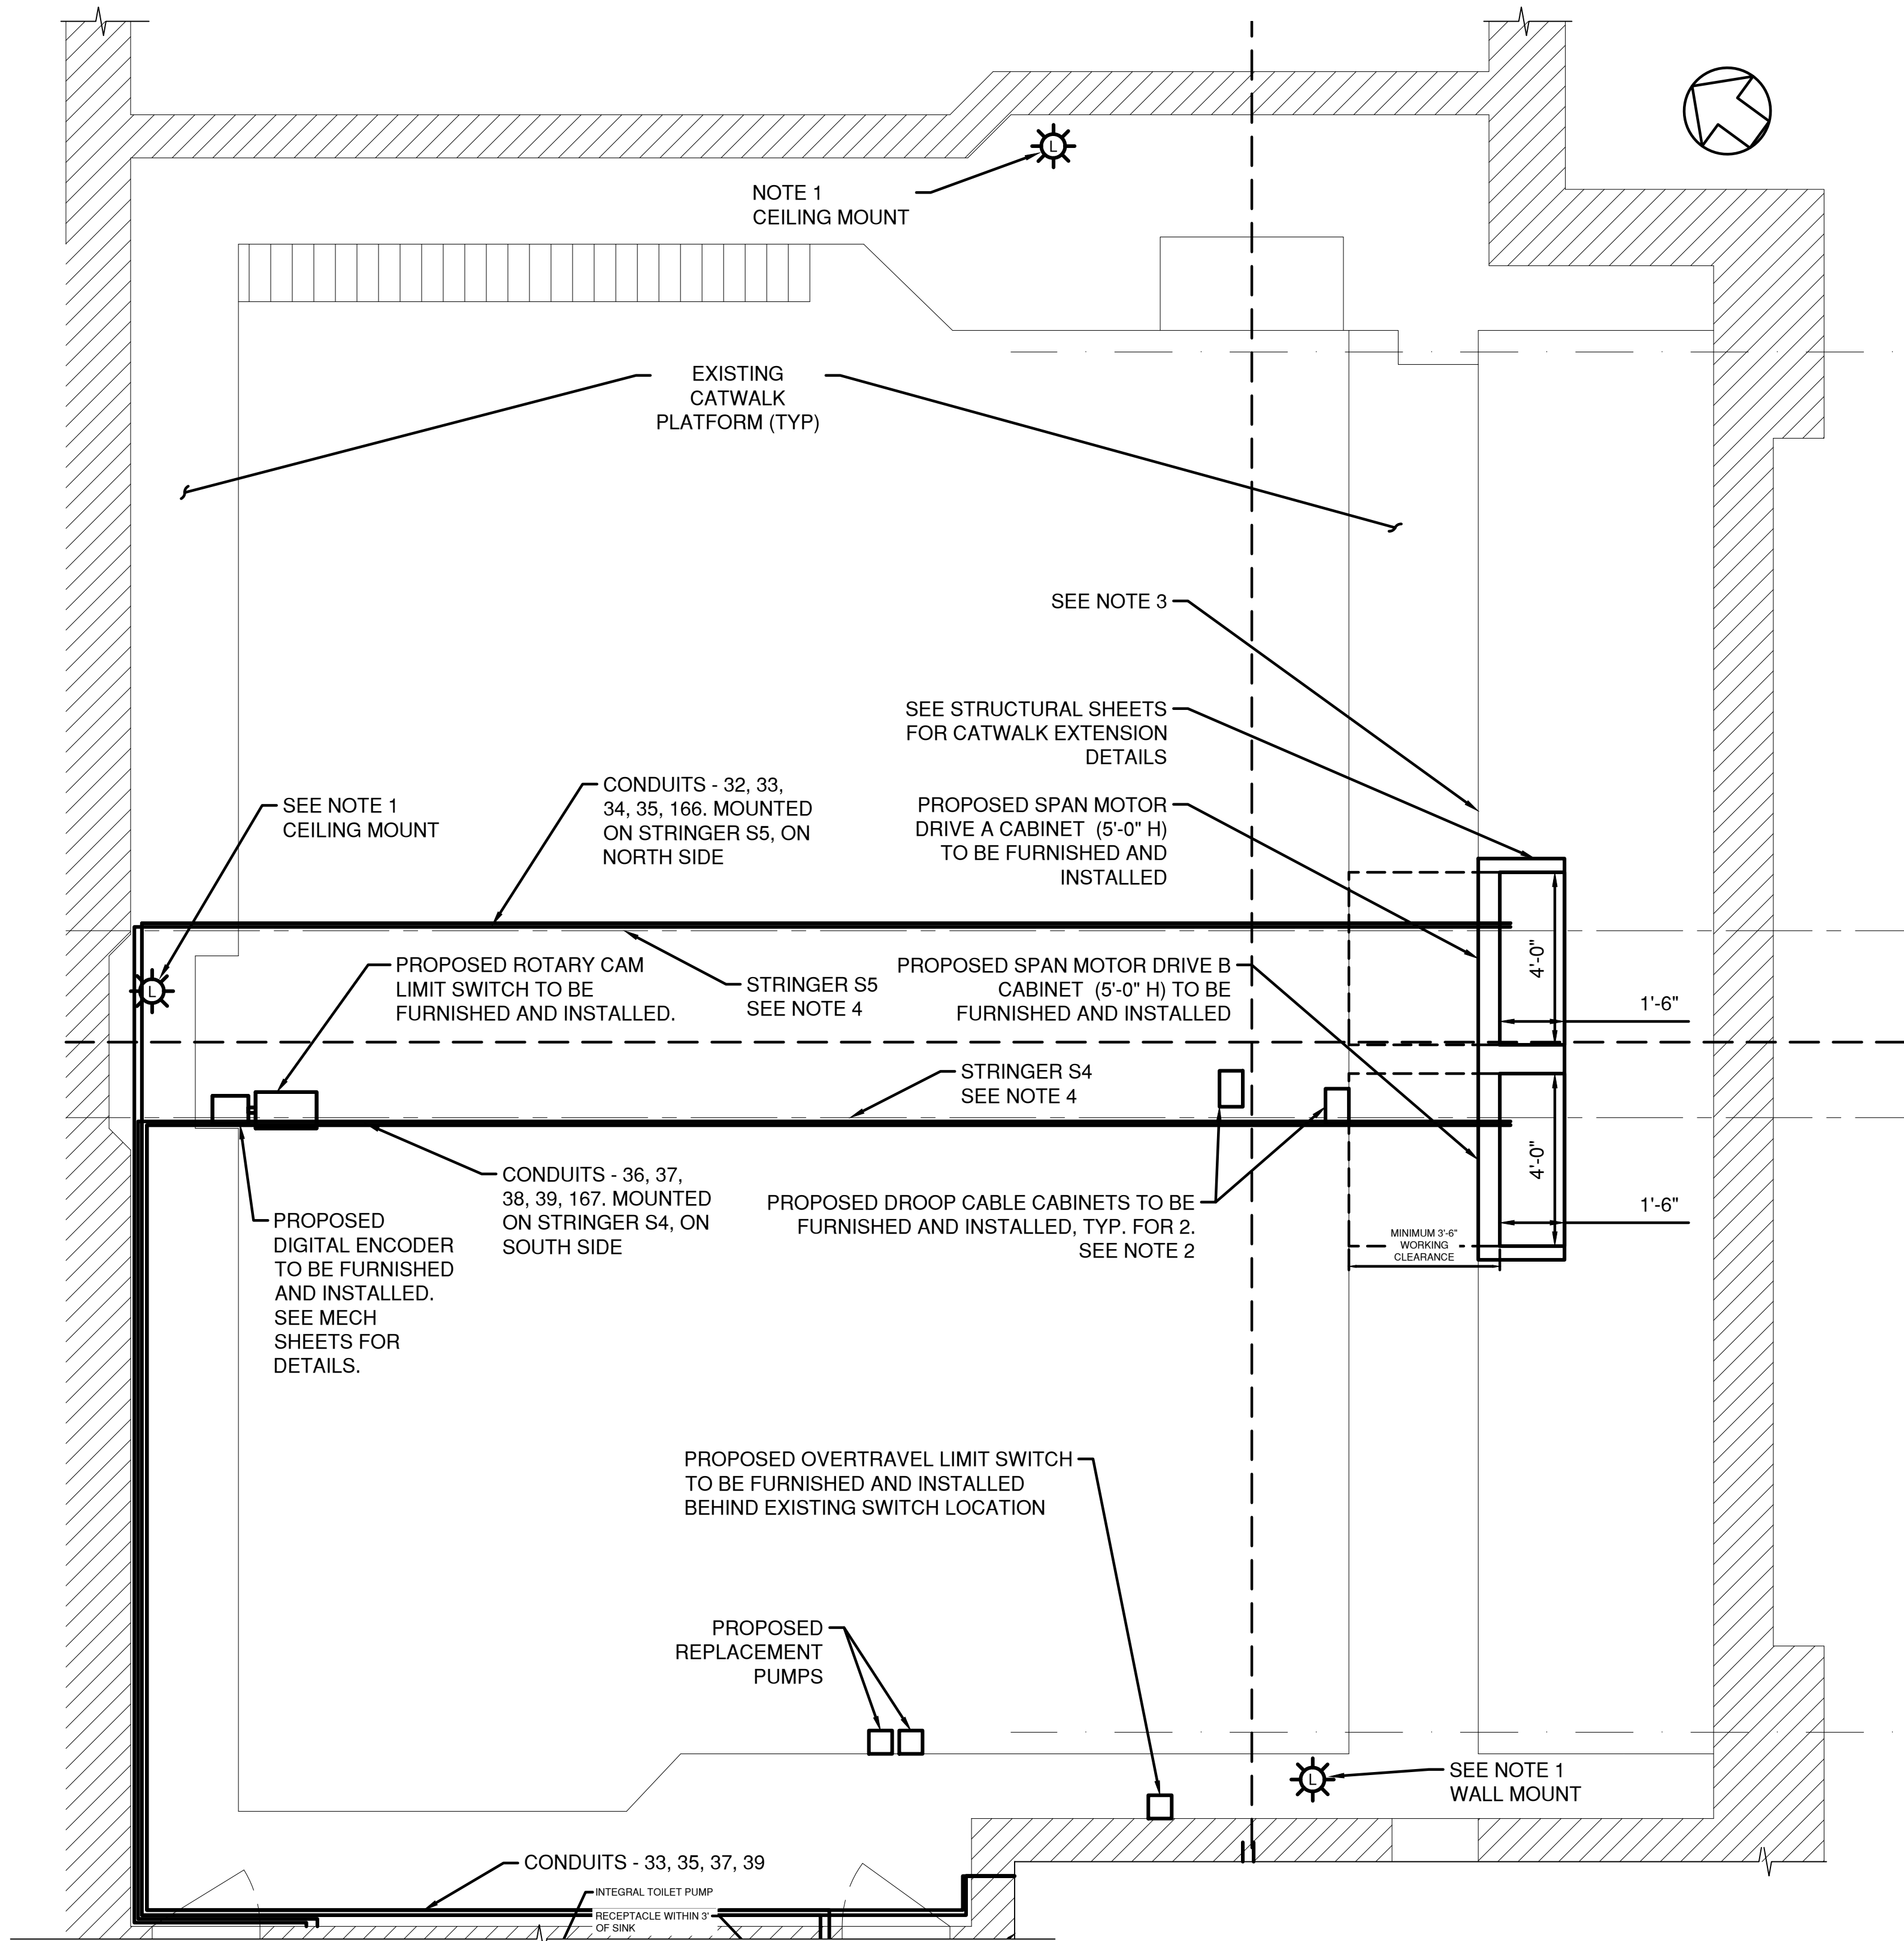 L
NOTE 1
CEILING MOUNT
EXISTING
CATWALK
PLATFORM (TYP)
SEE NOTE 3
SEE STRUCTURAL SHEETS
FOR CATWALK EXTENSION
DETAILS
CONDUITS - 32, 33,
34, 35, 166. MOUNTED
ON STRINGER S5, ON
NORTH SIDE
SEE NOTE 1
CEILING MOUNT
PROPOSED SPAN MOTOR
DRIVE A CABINET (5'-0" H)
TO BE FURNISHED AND
INSTALLED
4'-0"
1'-6"
L
PROPOSED ROTARY CAM
LIMIT SWITCH TO BE
FURNISHED AND INSTALLED.
STRINGER S5
SEE NOTE 4
PROPOSED SPAN MOTOR DRIVE B
CABINET (5'-0" H) TO BE
FURNISHED AND INSTALLED
STRINGER S4
SEE NOTE 4
4'-0"
1'-6"
CONDUITS - 36, 37,
38, 39, 167. MOUNTED
ON STRINGER S4, ON
SOUTH SIDE
PROPOSED DROOP CABLE CABINETS TO BE
FURNISHED AND INSTALLED, TYP. FOR 2.
SEE NOTE 2
MINIMUM 3'-6"
WORKING
CLEARANCE
PROPOSED
DIGITAL ENCODER
TO BE FURNISHED
AND INSTALLED.
SEE MECH
SHEETS FOR
DETAILS.
PROPOSED OVERTRAVEL LIMIT SWITCH
TO BE FURNISHED AND INSTALLED
BEHIND EXISTING SWITCH LOCATION
PROPOSED
REPLACEMENT
PUMPS
L
SEE NOTE 1
WALL MOUNT
CONDUITS - 33, 35, 37, 39
INTEGRAL TOILET PUMP
RECEPTACLE WITHIN 3'
OF SINK